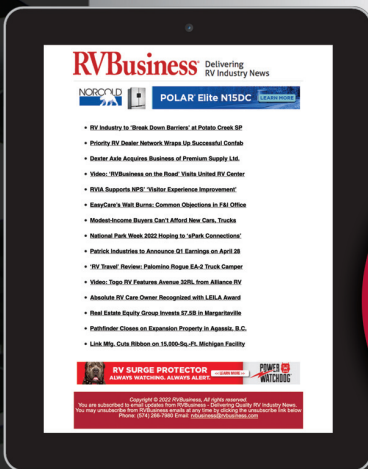 RVBusiness
Delivering
RV Industry News
NORCOLD
POLAR Elite N15DC
LEARN MORE
• RV Industry to 'Break Down Barriers' at Potato Creek SP
• Priority RV Dealer Network Wraps Up Successful Confab
• Dexter Axle Acquires Business of Premium Supply Ltd.
• Video: 'RVBusiness on the Road' Visits United RV Center
• RVIA Supports NPS' 'Visitor Experience Improvement'
• EasyCare's Walt Burns: Common Objections in F&I Office
• Modest-Income Buyers Can't Afford New Cars, Trucks
• National Park Week 2022 Hoping to 'sPark Connections'
• Patrick Industries to Announce Q1 Earnings on April 28
• 'RV Travel' Review: Palomino Rogue EA-2 Truck Camper
• Video: Togo RV Features Avenue 32RL from Alliance RV
• Absolute RV Care Owner Recognized with LEILA Award
• Real Estate Equity Group Invests $7.5B in Margaritaville
• Pathfinder Closes on Expansion Property in Agassiz, B.C.
• Link Mfg. Cuts Ribbon on 15,000-Sq.-Ft. Michigan Facility
RV SURGE PROTECTOR
ALWAYS WATCHING. ALWAYS ALERT.
LEARN MORE
POWER
WATCHDOG
Copyright © 2022 RVBusiness, All rights reserved.
You are subscribed to email updates from RVBusiness - Delivering Quality RV Industry News.
You may unsubscribe from RVBusiness emails at any time by clicking the unsubscribe link below
Phone: (574) 266-7980 Email: rvbusiness@rvbusiness.com